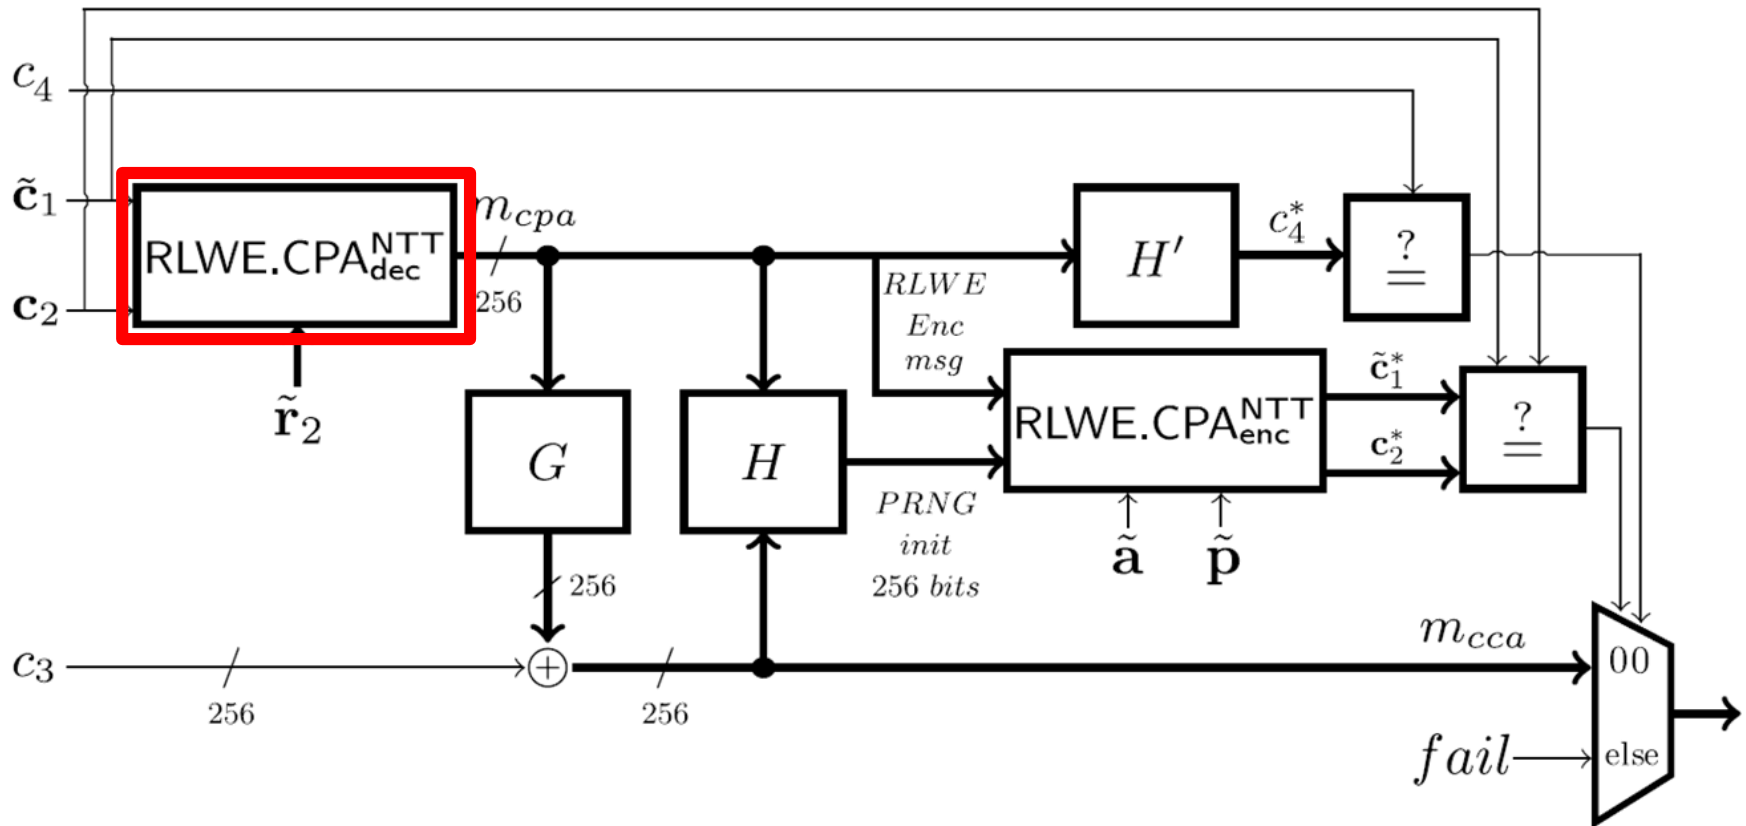 c₄
c̃₁
RLWE.CPA^NTT_dec
m_cpa
256
H′
c₄*
?
=
c₂
RLWE
Enc
msg
r̃₂
G
H
RLWE.CPA^NTT_enc
c̃₁*
c₂*
?
=
PRNG
init
256 bits
ã
p̃
256
c₃
256
+
256
m_cca
00
fail
else